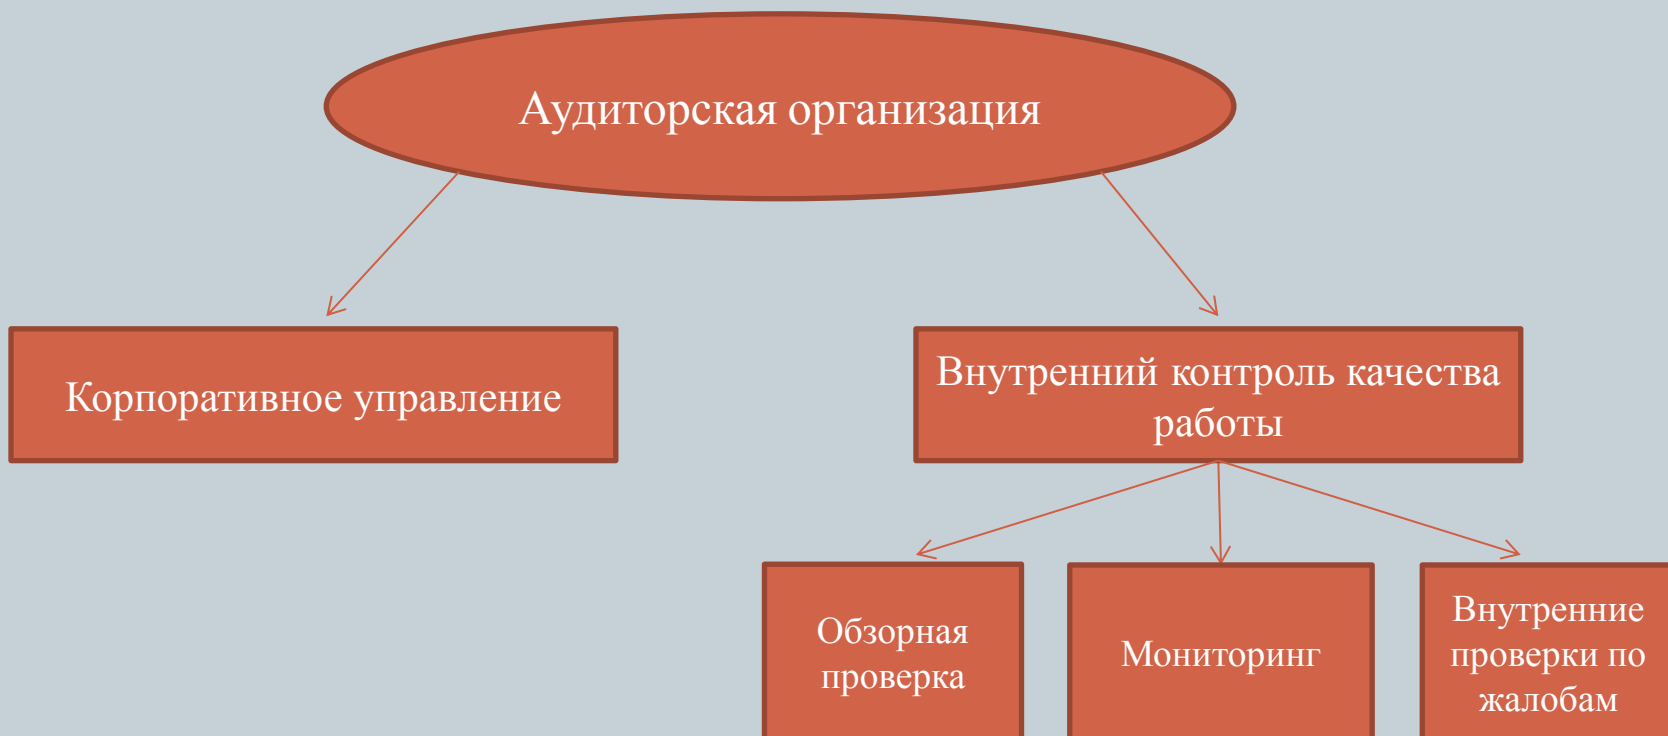 Аудиторская организация
Корпоративное управление
Внутренний контроль качества
работы
Обзорная
проверка
Мониторинг
Внутренние
проверки по
жалобам